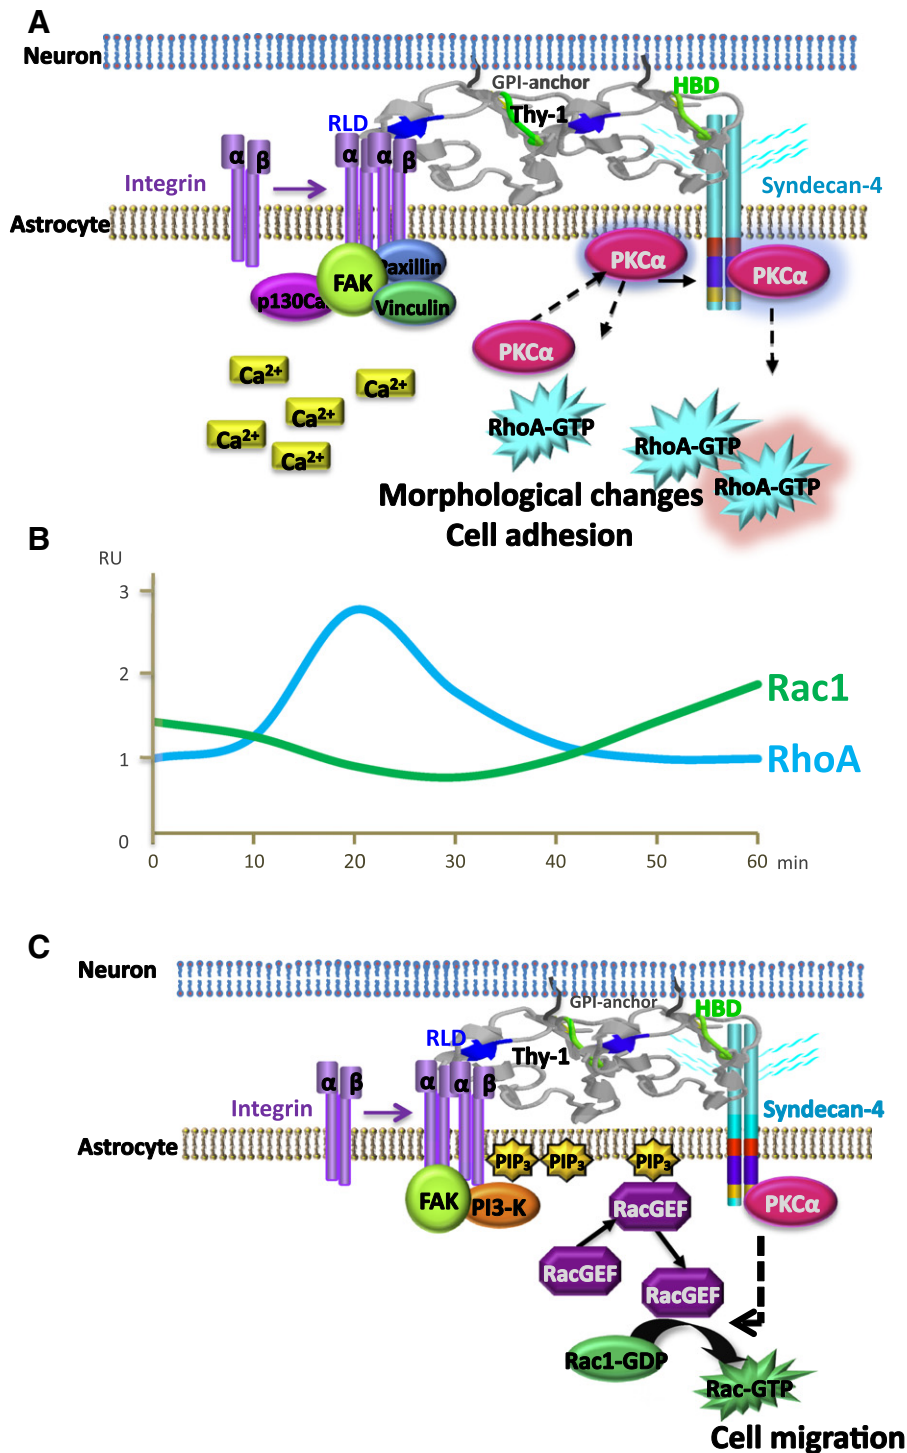 A
Neuron
GPI-anchor
HBD
Thy-1
RLD
α β
α α β
Integrin
Syndecan-4
Astrocyte
PKCα
PKCα
Paxillin
FAK
p130Ca
Vinculin
PKCα
Ca2+
Ca2+
Ca2+
Ca2+
Ca2+
RhoA-GTP
RhoA-GTP
RhoA-GTP
Morphological changes
Cell adhesion
B
RU
3
2
1
0
Rac1
RhoA
0 10 20 30 40 50 60 min
C
Neuron
GPI-anchor
HBD
RLD
Thy-1
α β
α α β
Integrin
Syndecan-4
Astrocyte
PIP3 PIP3 PIP3
FAK
PI3-K
RacGEF
PKCα
RacGEF
RacGEF
Rac1-GDP
Rac-GTP
Cell migration